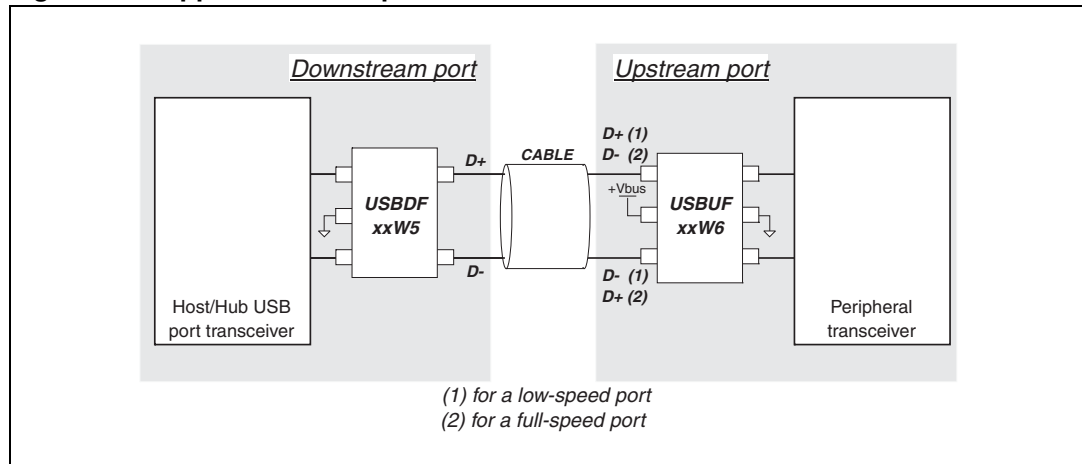 Downstream port
Upstream port
D+ (1)
D- (2)
D+
CABLE
+Vbus
USBDF
xxW5
USBUF
xxW6
D-
D- (1)
D+ (2)
Host/Hub USB
port transceiver
Peripheral
transceiver
(1) for a low-speed port
(2) for a full-speed port